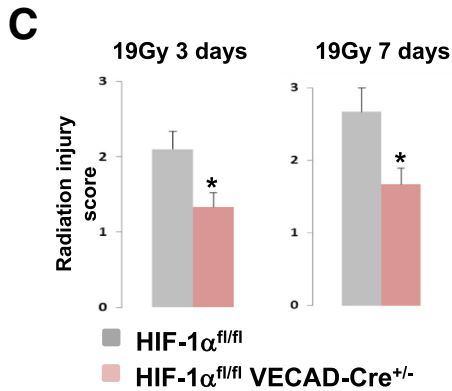 C
19Gy 3 days
19Gy 7 days
Radiation injury
score
3
2
1
0
*
3
2
1
0
*
HIF-1α^fl/fl
HIF-1α^fl/fl VECAD-Cre^+/-